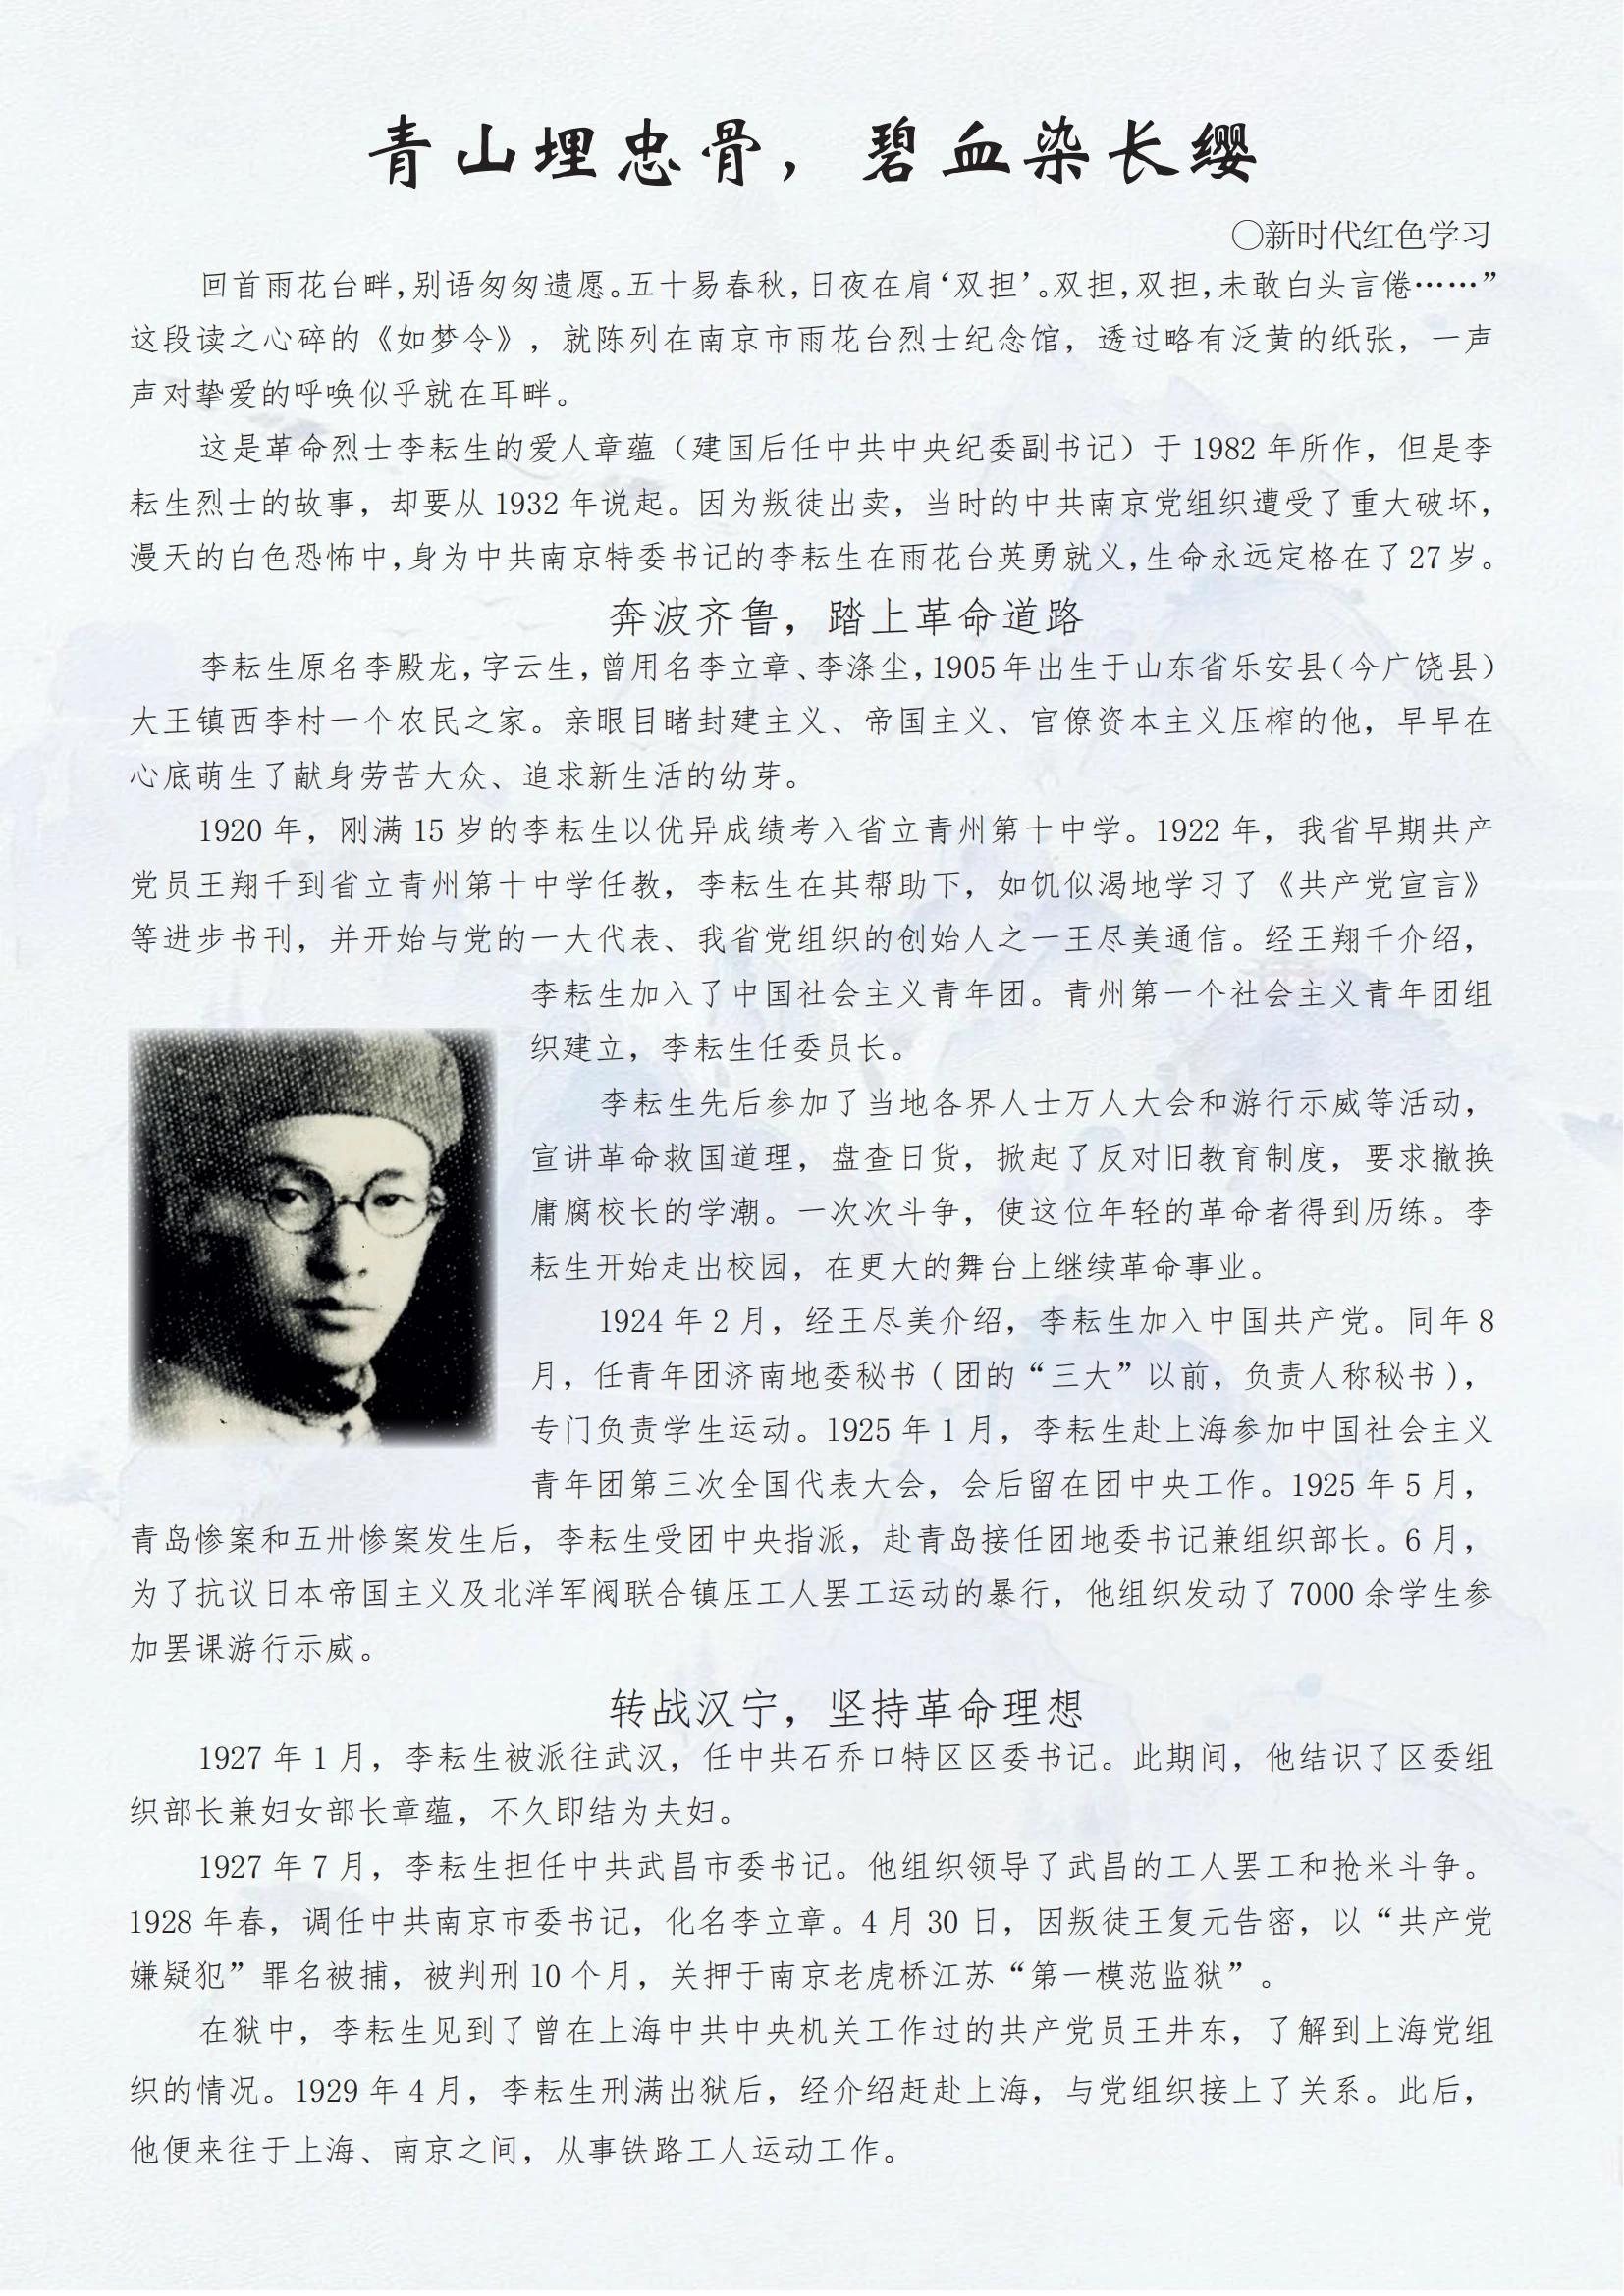 青山埋忠骨，碧血染长缨
〇新时代红色学习
回首雨花台畔,别语匆匆遗愿。五十易春秋,日夜在肩‘双担’。双担,双担,未敢白头言倦……”
这段读之心碎的《如梦令》，就陈列在南京市雨花台烈士纪念馆，透过略有泛黄的纸张，一声
声对挚爱的呼唤似乎就在耳畔。
这是革命烈士李耘生的爱人章蕴（建国后任中共中央纪委副书记）于 1982 年所作，但是李
耘生烈士的故事，却要从 1932 年说起。因为叛徒出卖，当时的中共南京党组织遭受了重大破坏，
漫天的白色恐怖中,身为中共南京特委书记的李耘生在雨花台英勇就义,生命永远定格在了 27 岁。
奔波齐鲁，踏上革命道路
李耘生原名李殿龙,字云生,曾用名李立章、李涤尘,1905 年出生于山东省乐安县（今广饶县）
大王镇西李村一个农民之家。亲眼目睹封建主义、帝国主义、官僚资本主义压榨的他，早早在
心底萌生了献身劳苦大众、追求新生活的幼芽。
1920 年，刚满 15 岁的李耘生以优异成绩考入省立青州第十中学。1922 年，我省早期共产
党员王翔千到省立青州第十中学任教，李耘生在其帮助下，如饥似渴地学习了《共产党宣言》
等进步书刊，并开始与党的一大代表、我省党组织的创始人之一王尽美通信。经王翔千介绍，
李耘生加入了中国社会主义青年团。青州第一个社会主义青年团组
织建立，李耘生任委员长。
李耘生先后参加了当地各界人士万人大会和游行示威等活动，
宣讲革命救国道理，盘查日货，掀起了反对旧教育制度，要求撤换
庸腐校长的学潮。一次次斗争，使这位年轻的革命者得到历练。李
耘生开始走出校园，在更大的舞台上继续革命事业。
1924 年 2 月，经王尽美介绍，李耘生加入中国共产党。同年 8
月，任青年团济南地委秘书（团的“三大”以前，负责人称秘书），
专门负责学生运动。1925 年 1 月，李耘生赴上海参加中国社会主义
青年团第三次全国代表大会，会后留在团中央工作。1925 年 5 月，
青岛惨案和五卅惨案发生后，李耘生受团中央指派，赴青岛接任团地委书记兼组织部长。6 月，
为了抗议日本帝国主义及北洋军阀联合镇压工人罢工运动的暴行，他组织发动了 7000 余学生参
加罢课游行示威。
转战汉宁，坚持革命理想
1927 年 1 月，李耘生被派往武汉，任中共石乔口特区区委书记。此期间，他结识了区委组
织部长兼妇女部长章蕴，不久即结为夫妇。
1927 年 7 月，李耘生担任中共武昌市委书记。他组织领导了武昌的工人罢工和抢米斗争。
1928 年春，调任中共南京市委书记，化名李立章。4 月 30 日，因叛徒王复元告密，以“共产党
嫌疑犯”罪名被捕，被判刑 10 个月，关押于南京老虎桥江苏“第一模范监狱”。
在狱中，李耘生见到了曾在上海中共中央机关工作过的共产党员王井东，了解到上海党组
织的情况。1929 年 4 月，李耘生刑满出狱后，经介绍赶赴上海，与党组织接上了关系。此后，
他便来往于上海、南京之间，从事铁路工人运动工作。